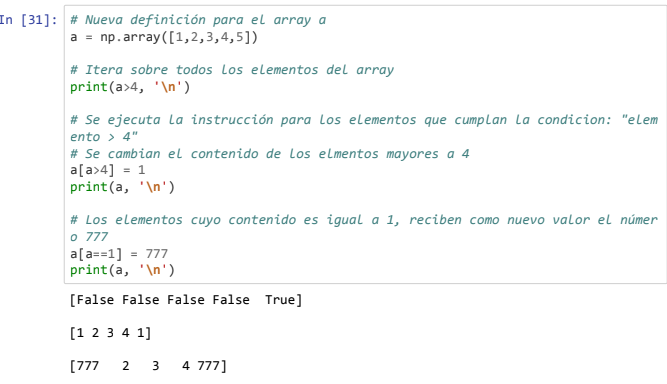 In [31]: # Nueva definición para el array a
a = np.array([1,2,3,4,5])
# Itera sobre todos los elementos del array
print(a>4, '\n')
# Se ejecuta la instrucción para los elementos que cumplan la condicion: "elem
ento > 4"
# Se cambian el contenido de los elmentos mayores a 4
a[a>4] = 1
print(a, '\n')
# Los elementos cuyo contenido es igual a 1, reciben como nuevo valor el númer
o 777
a[a==1] = 777
print(a, '\n')
[False False False False  True]
[1 2 3 4 1]
[777   2   3   4 777]